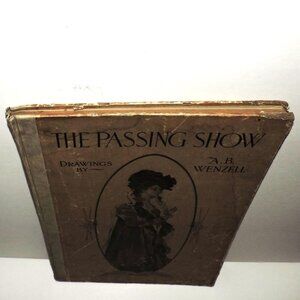 THE PASSING SHOW
DRAWINGS BY
A. B. WENZELL